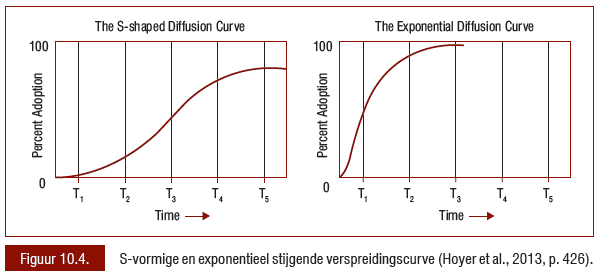 The S-shaped Diffusion Curve
100
Percent Adoption
0
T1 T2 T3 T4 T5
Time
The Exponential Diffusion Curve
100
Percent Adoption
0
T1 T2 T3 T4 T5
Time
Figuur 10.4. S-vormige en exponentieel stijgende verspreidingscurve (Hoyer et al., 2013, p. 426).